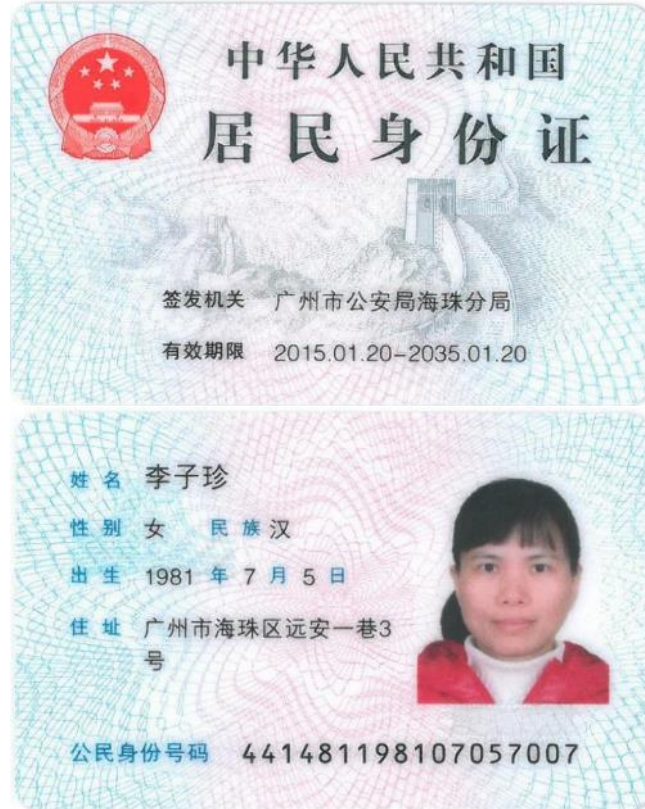 中华人民共和国
居民身份证
签发机关 广州市公安局海珠分局
有效期限 2015.01.20-2035.01.20
姓名 李子珍
性别 女 民族 汉
出生 1981 年 7 月 5 日
住址 广州市海珠区远安一巷3
号
公民身份号码 441481198107057007